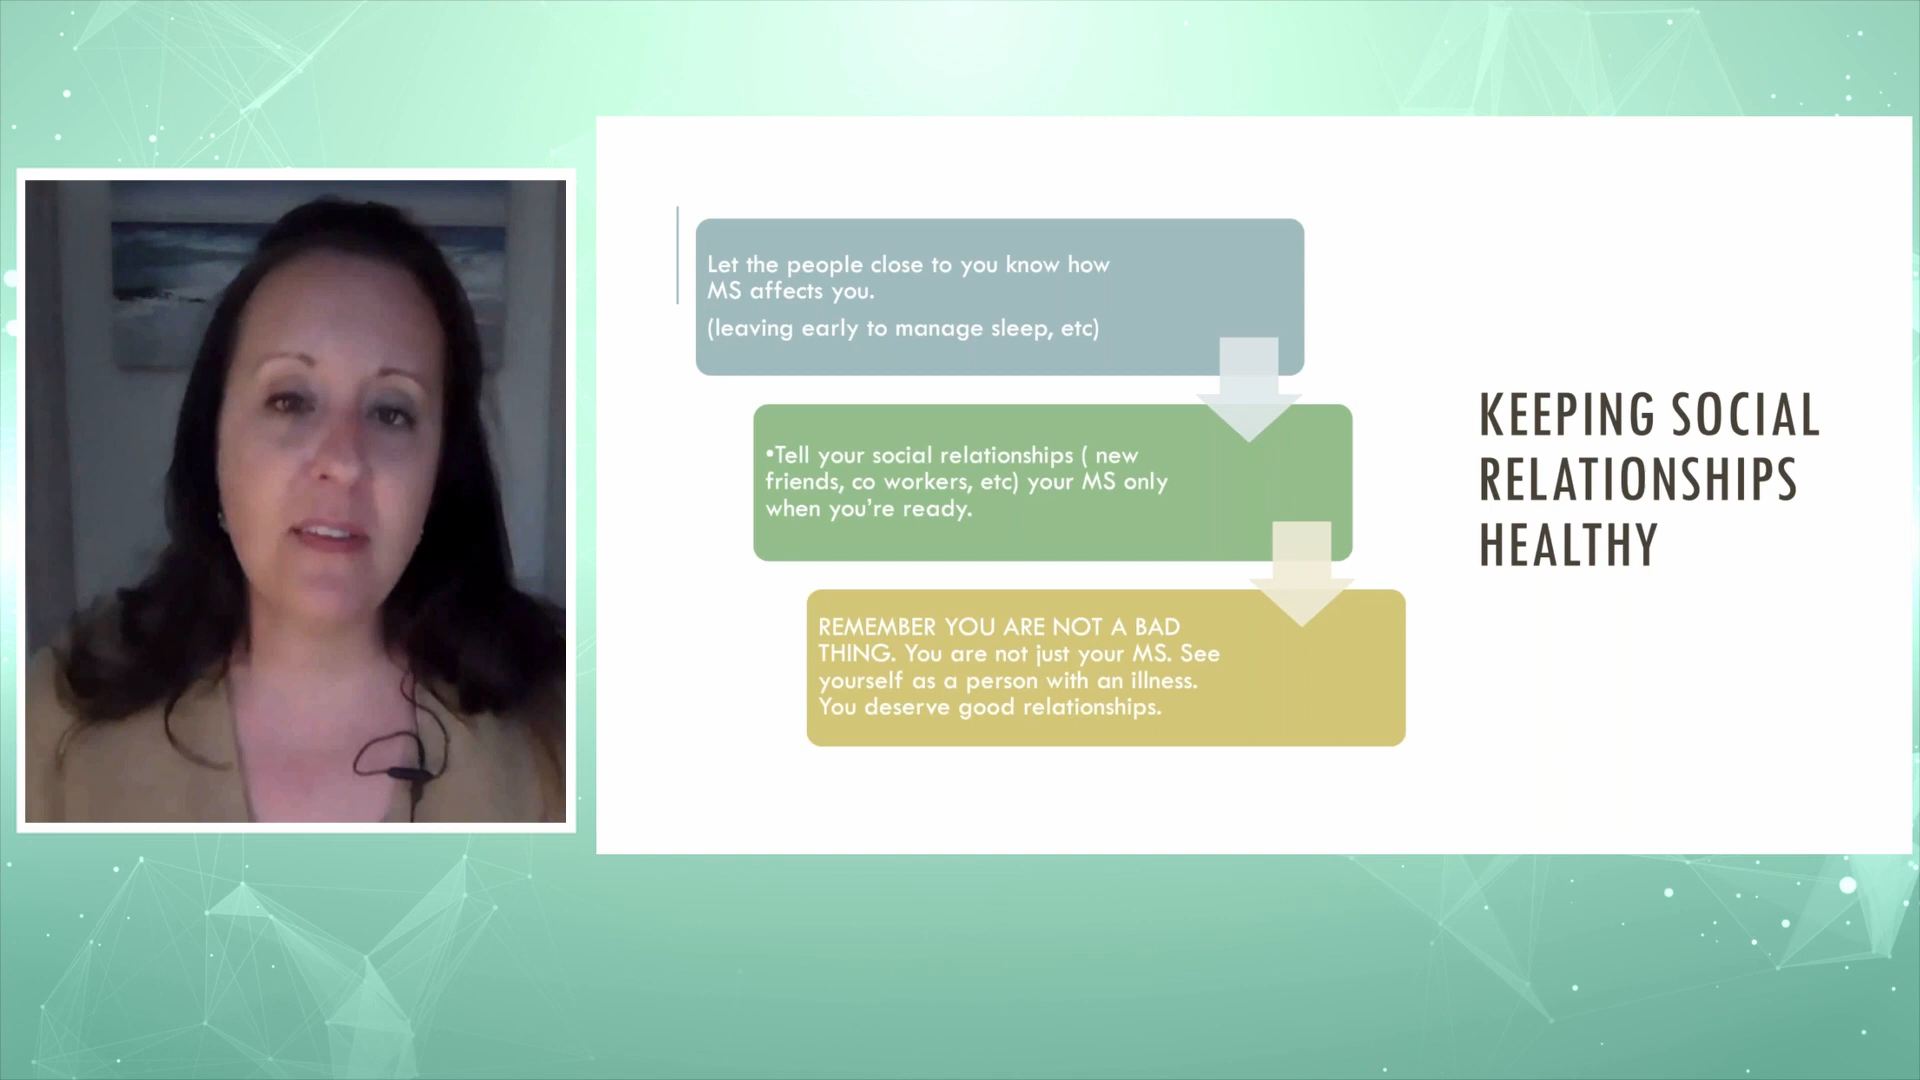 Let the people close to you know how
MS affects you.
(leaving early to manage sleep, etc)
•Tell your social relationships ( new
friends, co workers, etc) your MS only
when you're ready.
REMEMBER YOU ARE NOT A BAD
THING. You are not just your MS. See
yourself as a person with an illness.
You deserve good relationships.
KEEPING SOCIAL
RELATIONSHIPS
HEALTHY